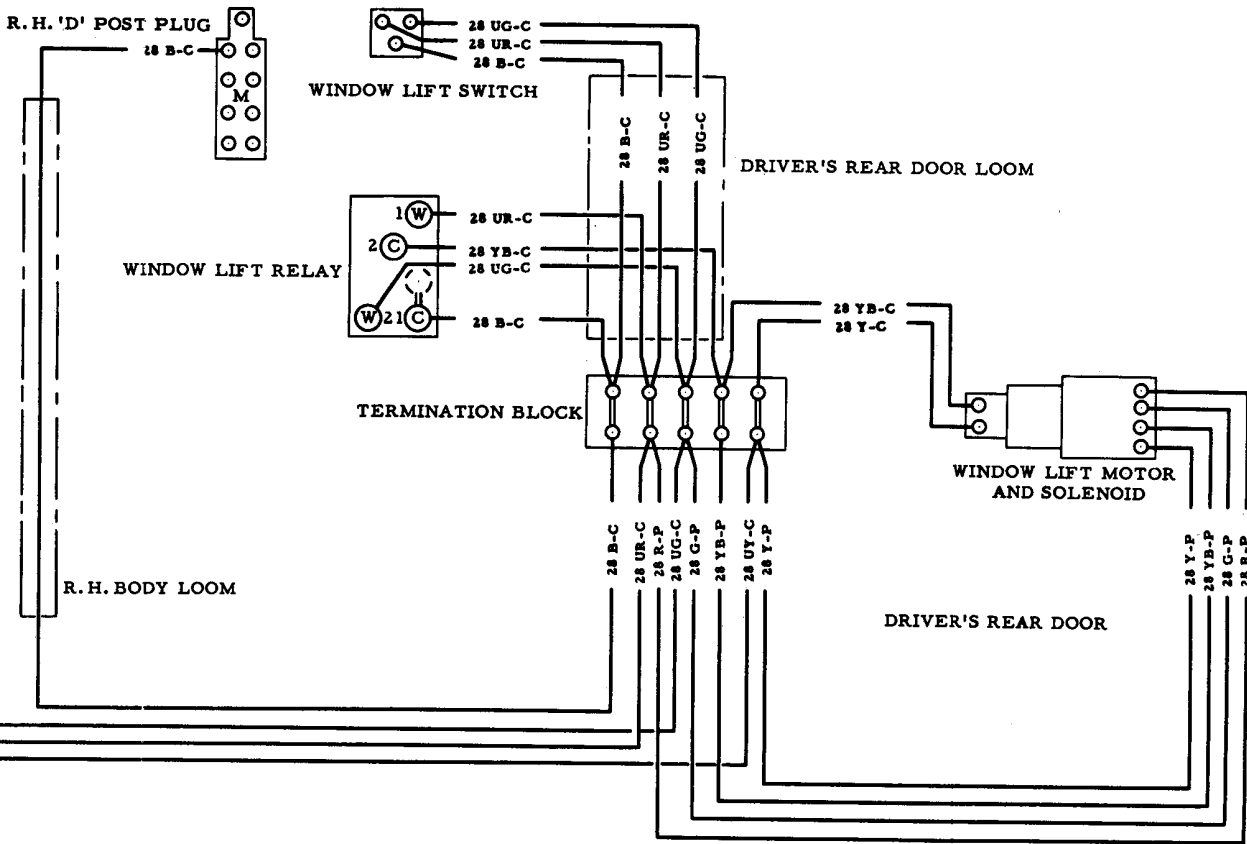 R. H. 'D' POST PLUG
28 B-C
M
28 UG-C
28 UR-C
28 B-C
WINDOW LIFT SWITCH
28 B-C
28 UR-C
28 UG-C
DRIVER'S REAR DOOR LOOM
1 W
28 UR-C
2 C
28 YB-C
28 UG-C
WINDOW LIFT RELAY
W 21 C
28 B-C
28 YB-C
28 Y-C
TERMINATION BLOCK
WINDOW LIFT MOTOR
AND SOLENOID
28 B-C
28 UR-C
28 R-P
28 UG-C
28 G-P
28 YB-P
28 UY-C
28 Y-P
28 Y-P
28 YB-P
28 G-P
28 R-P
R. H. BODY LOOM
DRIVER'S REAR DOOR